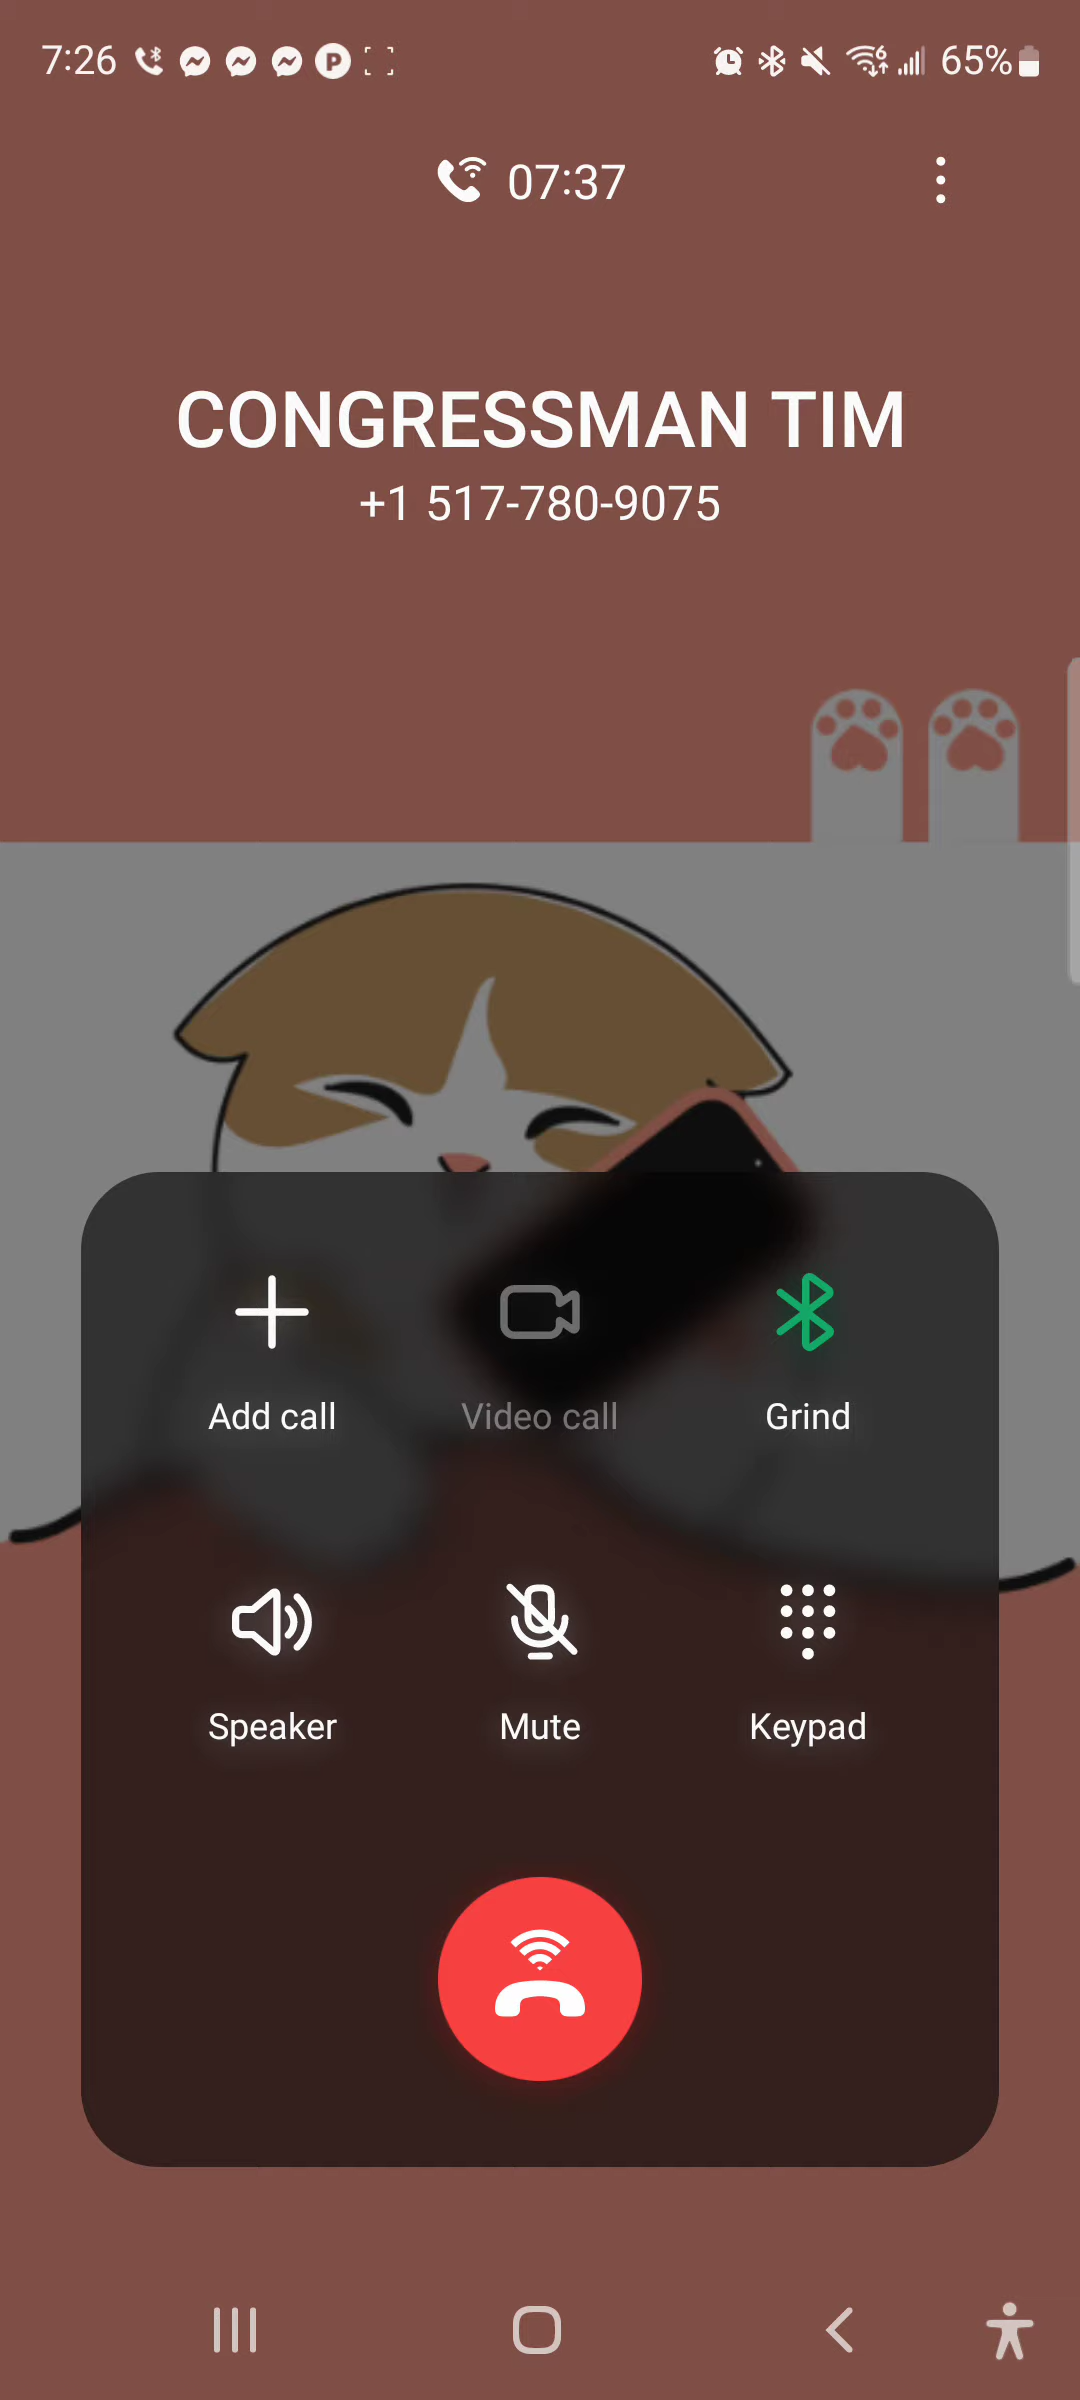 7:26
65%
07:37
CONGRESSMAN TIM
+1 517-780-9075
Add call
Video call
Grind
Speaker
Mute
Keypad